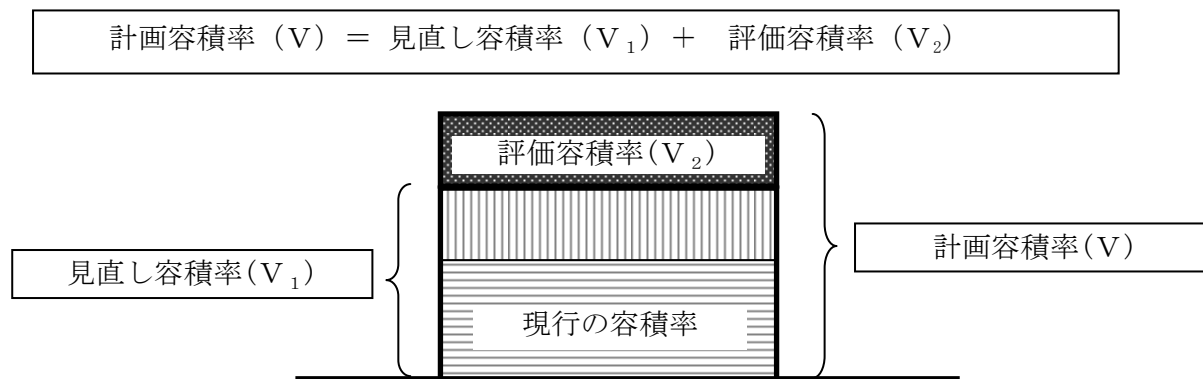 計画容積率(V) = 見直し容積率(V₁) + 評価容積率(V₂)
評価容積率(V₂)
見直し容積率(V₁)
計画容積率(V)
現行の容積率